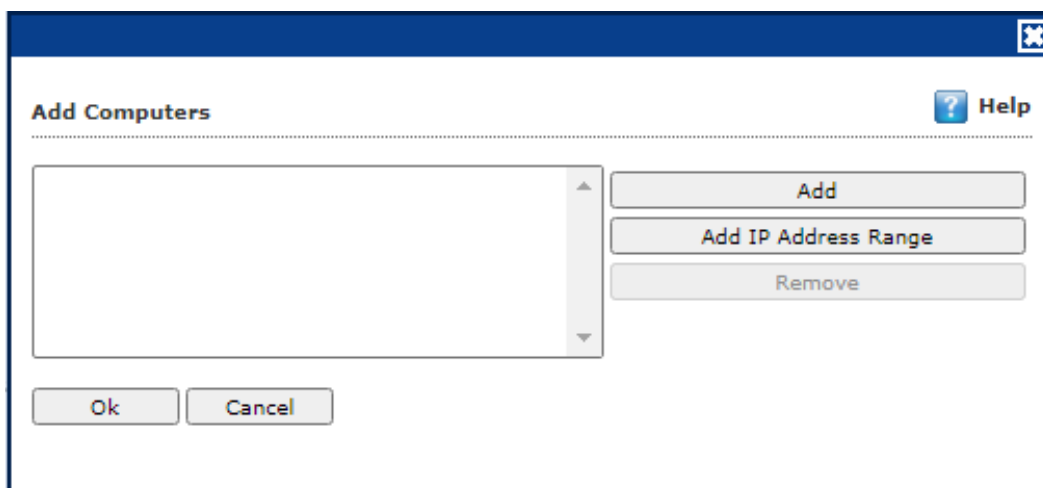 Add Computers
? Help
Add
Add IP Address Range
Remove
Ok
Cancel